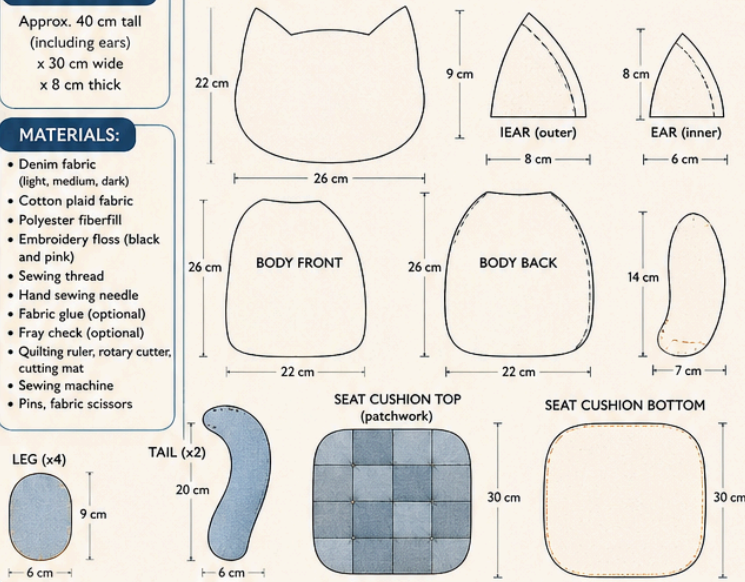 Approx. 40 cm tall
(including ears)
x 30 cm wide
x 8 cm thick
MATERIALS:
• Denim fabric
(light, medium, dark)
• Cotton plaid fabric
• Polyester fiberfill
• Embroidery floss (black
and pink)
• Sewing thread
• Hand sewing needle
• Fabric glue (optional)
• Fray check (optional)
• Quilting ruler, rotary cutter,
cutting mat
• Sewing machine
• Pins, fabric scissors
22 cm
26 cm
9 cm
IEAR (outer)
8 cm
8 cm
EAR (inner)
6 cm
26 cm
BODY FRONT
22 cm
26 cm
BODY BACK
22 cm
14 cm
7 cm
LEG (x4)
9 cm
6 cm
TAIL (x2)
20 cm
6 cm
SEAT CUSHION TOP
(patchwork)
30 cm
SEAT CUSHION BOTTOM
30 cm